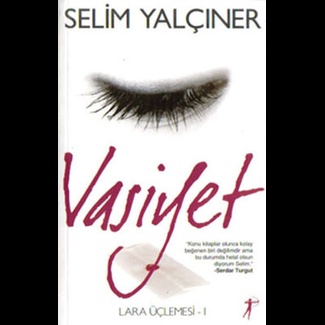 SELİM YALÇINER
Vasiyet
"Konu kitaplar olunca kolay
beğenen biri değilimdir ama
bu durumda helal olsun
diyorum Selim."
-Serdar Turgut
LARA ÜÇLEMESİ - I